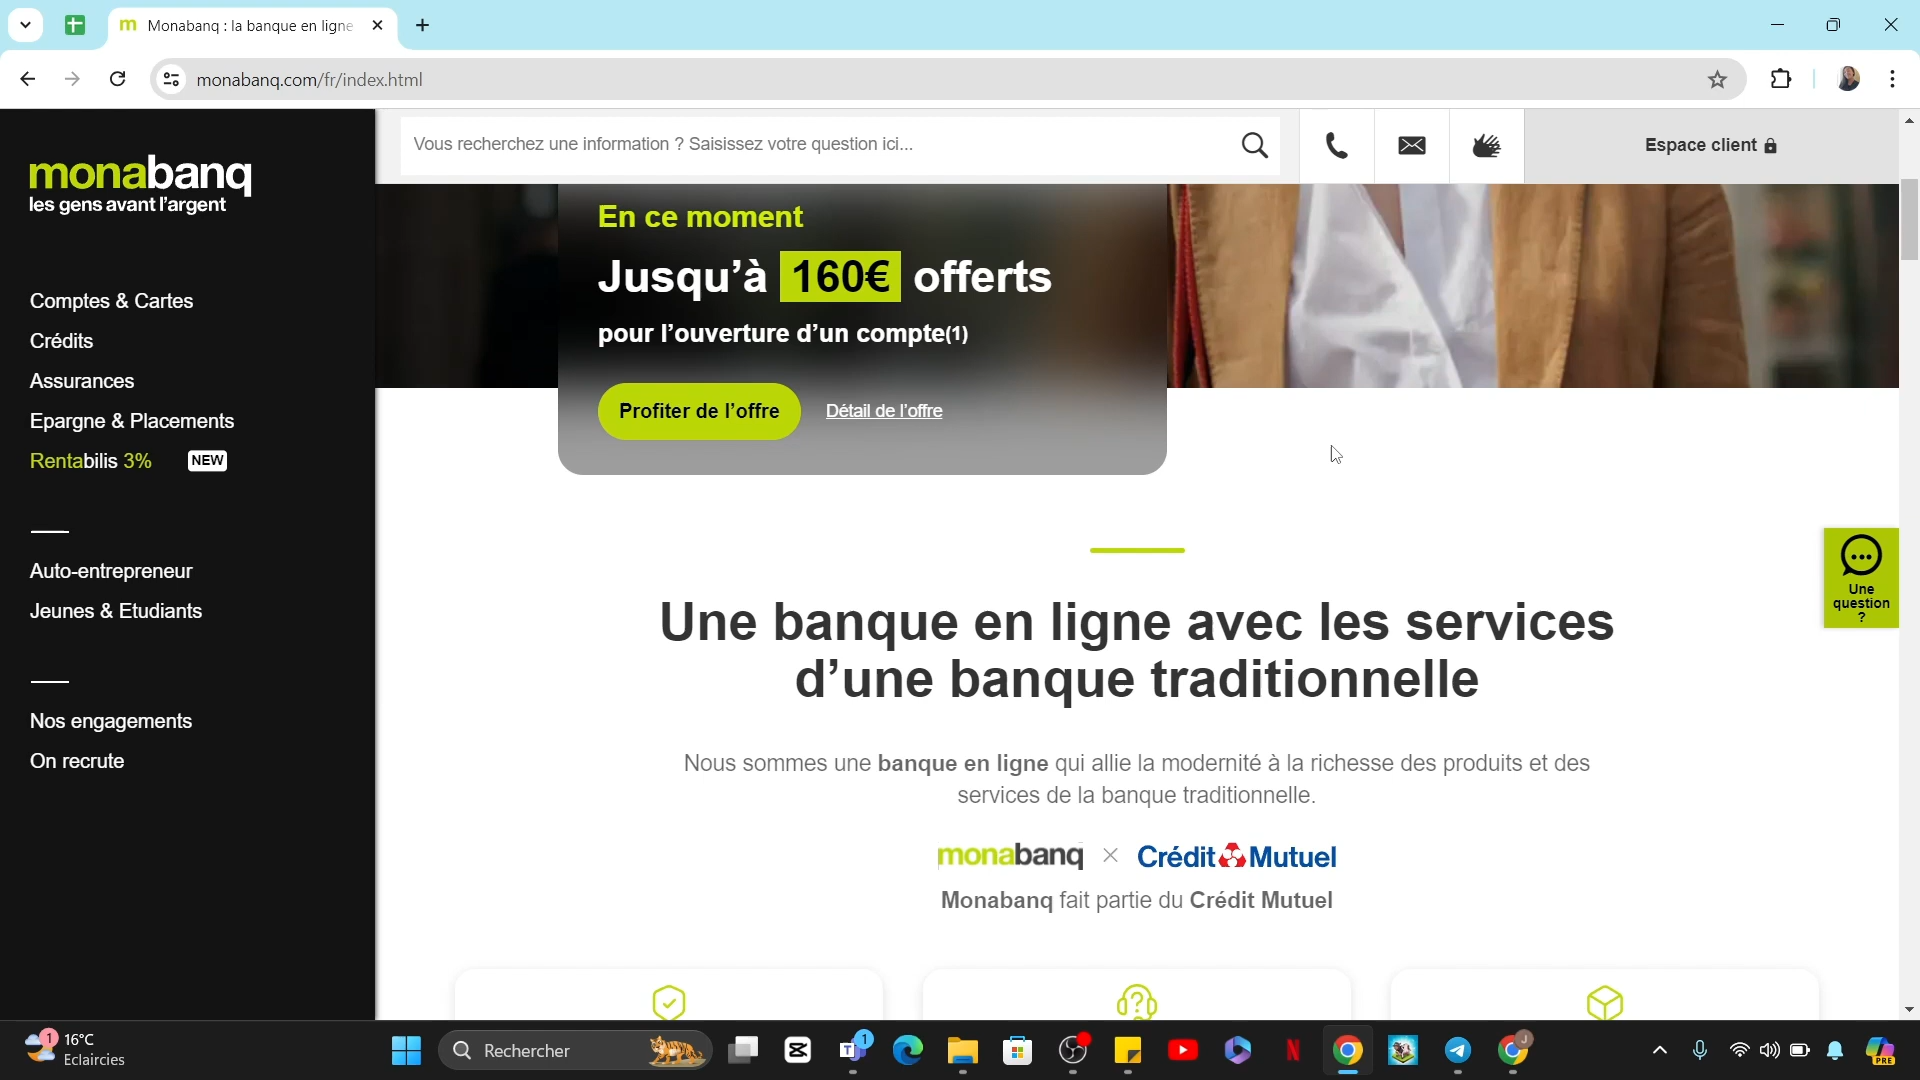 Monabanq : la banque en ligne
monabanq.com/fr/index.html
monabanq
les gens avant l'argent
Vous recherchez une information ? Saisissez votre question ici...
Espace client
Comptes & Cartes
Crédits
Assurances
Epargne & Placements
Rentabilis 3% NEW
Auto-entrepreneur
Jeunes & Etudiants
Nos engagements
On recrute
En ce moment
Jusqu’à 160€ offerts
pour l’ouverture d’un compte(1)
Profiter de l’offre
Détail de l’offre
Une
question
?
Une banque en ligne avec les services
d’une banque traditionnelle
Nous sommes une banque en ligne qui allie la modernité à la richesse des produits et des
services de la banque traditionnelle.
monabanq × Crédit Mutuel
Monabanq fait partie du Crédit Mutuel
1
16°C
Eclaircies
Rechercher
1
J
PRE